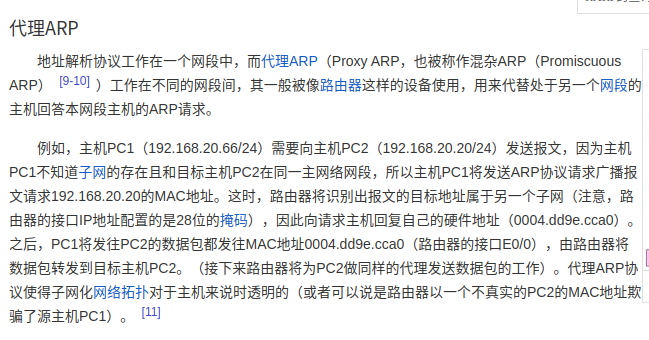 代理ARP
地址解析协议工作在一个网段中，而代理ARP（Proxy ARP，也被称作混杂ARP（Promiscuous
ARP） [9-10] ）工作在不同的网段间，其一般被像路由器这样的设备使用，用来代替处于另一个网段的
主机回答本网段主机的ARP请求。
例如，主机PC1（192.168.20.66/24）需要向主机PC2（192.168.20.20/24）发送报文，因为主机
PC1不知道子网的存在且和目标主机PC2在同一主网络网段，所以主机PC1将发送ARP协议请求广播报
文请求192.168.20.20的MAC地址。这时，路由器将识别出报文的目标地址属于另一个子网（注意，路
由器的接口IP地址配置的是28位的掩码），因此向请求主机回复自己的硬件地址（0004.dd9e.cca0）。
之后，PC1将发往PC2的数据包都发往MAC地址0004.dd9e.cca0（路由器的接口E0/0），由路由器将
数据包转发到目标主机PC2。（接下来路由器将为PC2做同样的代理发送数据包的工作）。代理ARP协
议使得子网化网络拓扑对于主机来说时透明的（或者可以说是路由器以一个不真实的PC2的MAC地址欺
骗了源主机PC1）。 [11]